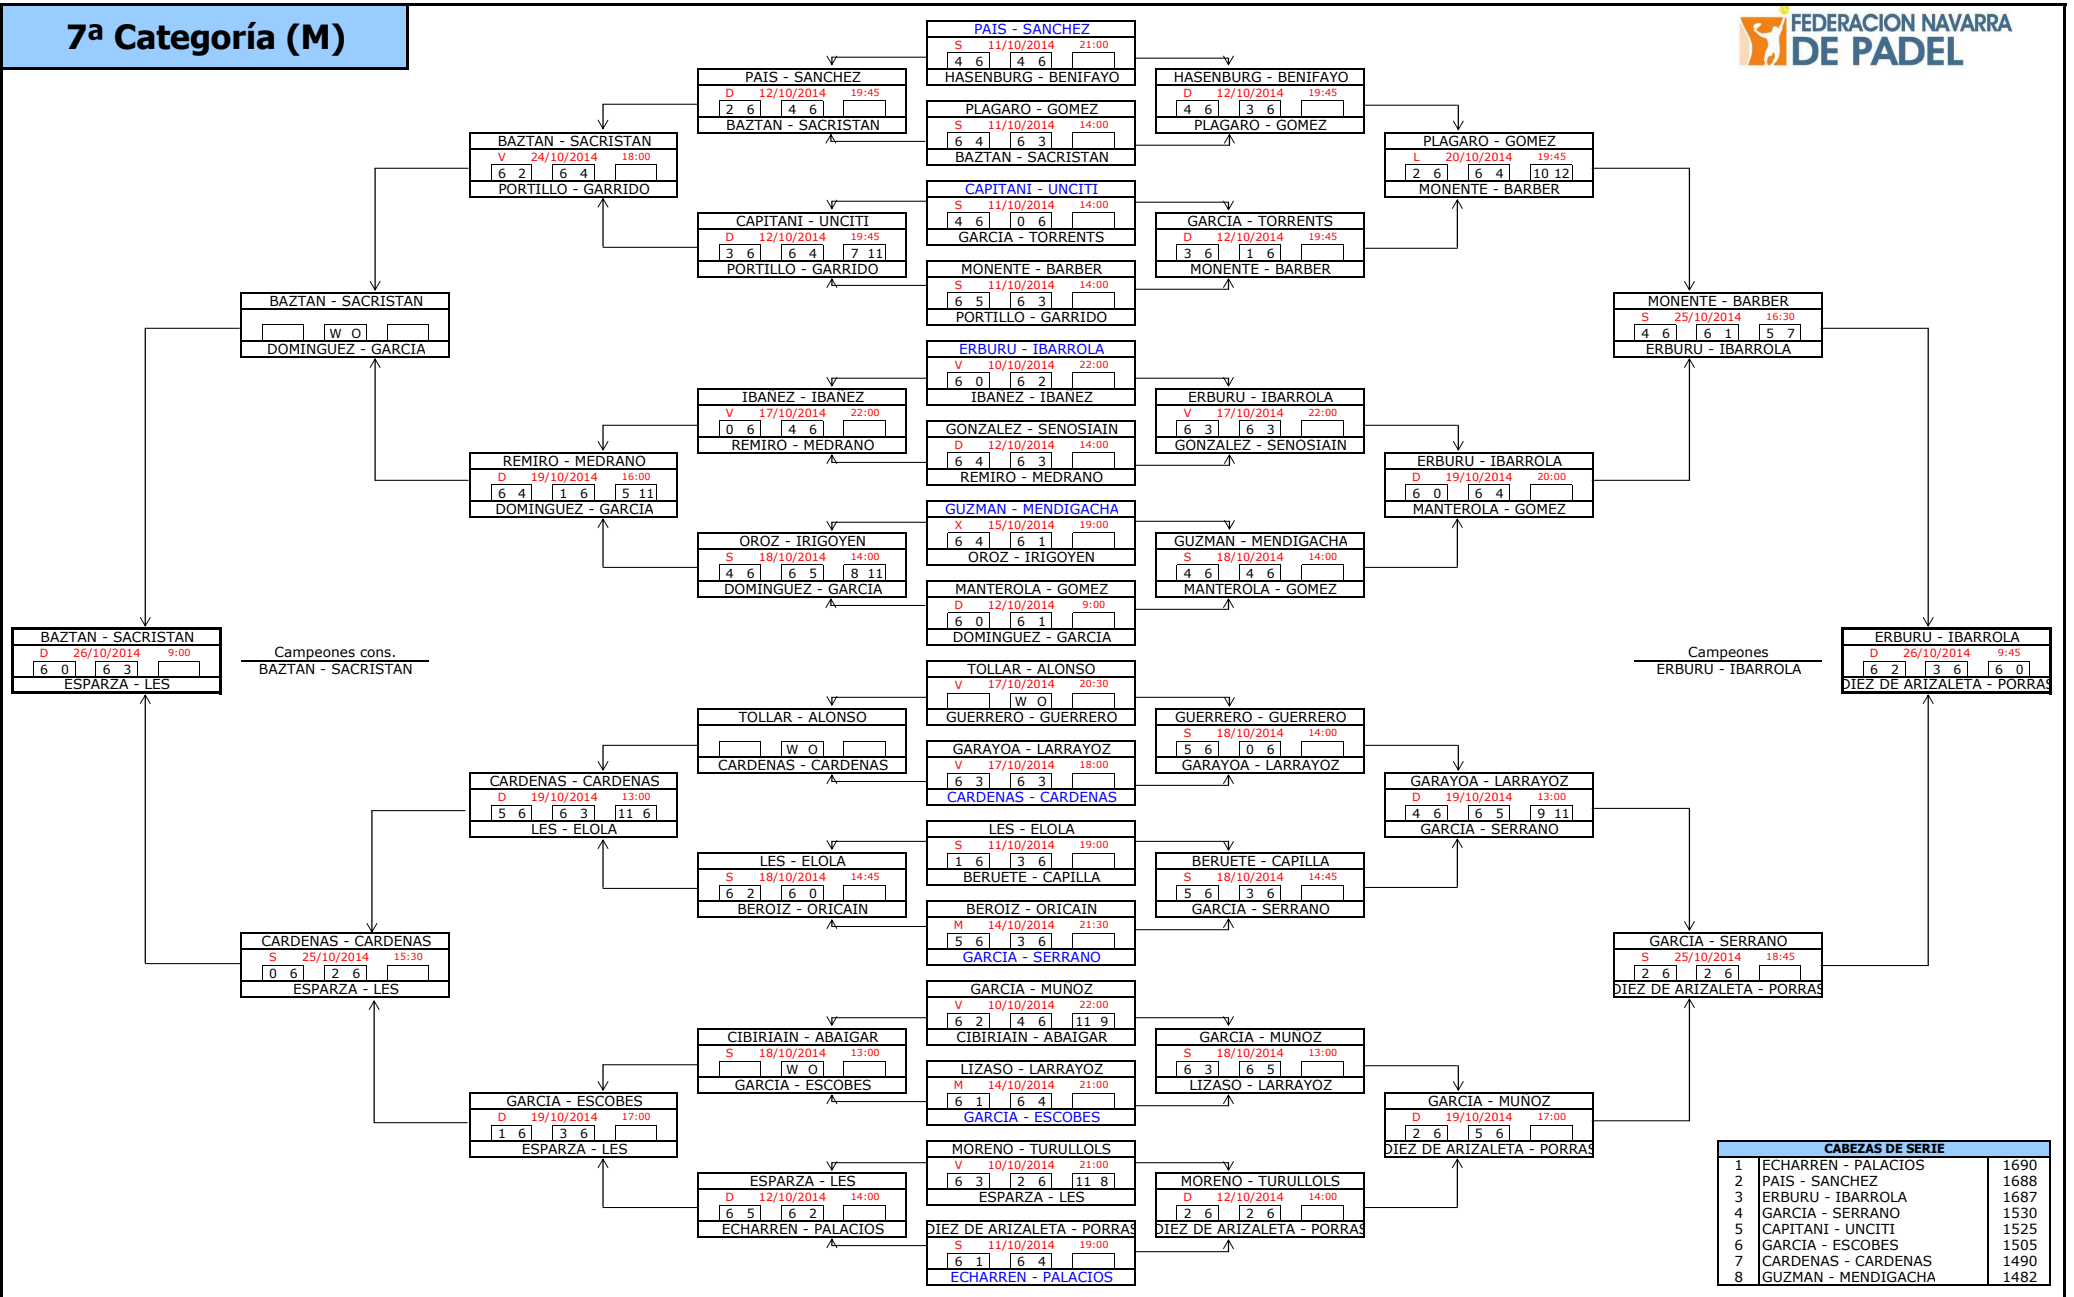 7ª Categoría (M)
FEDERACION NAVARRA
DE PADEL
BAZTAN - SACRISTAN
D 26/10/2014 9:00
6 0 6 3
ESPARZA - LES
Campeones cons.
BAZTAN - SACRISTAN
BAZTAN - SACRISTAN
W O
DOMINGUEZ - GARCIA
CARDENAS - CARDENAS
S 25/10/2014 15:30
0 6 2 6
ESPARZA - LES
BAZTAN - SACRISTAN
V 24/10/2014 18:00
6 2 6 4
PORTILLO - GARRIDO
REMIRO - MEDRANO
D 19/10/2014 16:00
6 4 1 6 5 11
DOMINGUEZ - GARCIA
CARDENAS - CARDENAS
D 19/10/2014 13:00
5 6 6 3 11 6
LES - ELOLA
GARCIA - ESCOBES
D 19/10/2014 17:00
1 6 3 6
ESPARZA - LES
PAIS - SANCHEZ
D 12/10/2014 19:45
2 6 4 6
BAZTAN - SACRISTAN
CAPITANI - UNCITI
D 12/10/2014 19:45
3 6 6 4 7 11
PORTILLO - GARRIDO
IBAÑEZ - IBAÑEZ
V 17/10/2014 22:00
0 6 4 6
REMIRO - MEDRANO
OROZ - IRIGOYEN
S 18/10/2014 14:00
4 6 6 5 8 11
DOMINGUEZ - GARCIA
TOLLAR - ALONSO
W O
CARDENAS - CARDENAS
LES - ELOLA
S 18/10/2014 14:45
6 2 6 0
BEROIZ - ORICAIN
CIBIRIAIN - ABAIGAR
S 18/10/2014 13:00
W O
GARCIA - ESCOBES
ESPARZA - LES
D 12/10/2014 14:00
6 5 6 2
ECHARREN - PALACIOS
PAIS - SANCHEZ
S 11/10/2014 21:00
4 6 4 6
HASENBURG - BENIFAYO
PLAGARO - GOMEZ
S 11/10/2014 14:00
6 4 6 3
BAZTAN - SACRISTAN
CAPITANI - UNCITI
S 11/10/2014 14:00
4 6 0 6
GARCIA - TORRENTS
MONENTE - BARBER
S 11/10/2014 14:00
6 5 6 3
PORTILLO - GARRIDO
ERBURU - IBARROLA
V 10/10/2014 22:00
6 0 6 2
IBAÑEZ - IBAÑEZ
GONZALEZ - SENOSIAIN
D 12/10/2014 14:00
6 4 6 3
REMIRO - MEDRANO
GUZMAN - MENDIGACHA
X 15/10/2014 19:00
6 4 6 1
OROZ - IRIGOYEN
MANTEROLA - GOMEZ
D 12/10/2014 9:00
6 0 6 1
DOMINGUEZ - GARCIA
TOLLAR - ALONSO
V 17/10/2014 20:30
W O
GUERRERO - GUERRERO
GARAYOA - LARRAYOZ
V 17/10/2014 18:00
6 3 6 3
CARDENAS - CARDENAS
LES - ELOLA
S 11/10/2014 19:00
1 6 3 6
BERUETE - CAPILLA
BEROIZ - ORICAIN
M 14/10/2014 21:30
5 6 3 6
GARCIA - SERRANO
GARCIA - MUÑOZ
V 10/10/2014 22:00
6 2 4 6 11 9
CIBIRIAIN - ABAIGAR
LIZASO - LARRAYOZ
M 14/10/2014 21:00
6 1 6 4
GARCIA - ESCOBES
MORENO - TURULLOLS
V 10/10/2014 21:00
6 3 2 6 11 8
ESPARZA - LES
DIEZ DE ARIZALETA - PORRAS
S 11/10/2014 19:00
6 1 6 4
ECHARREN - PALACIOS
HASENBURG - BENIFAYO
D 12/10/2014 19:45
4 6 3 6
PLAGARO - GOMEZ
GARCIA - TORRENTS
D 12/10/2014 19:45
3 6 1 6
MONENTE - BARBER
ERBURU - IBARROLA
V 17/10/2014 22:00
6 3 6 3
GONZALEZ - SENOSIAIN
GUZMAN - MENDIGACHA
S 18/10/2014 14:00
4 6 4 6
MANTEROLA - GOMEZ
GUERRERO - GUERRERO
S 18/10/2014 14:00
5 6 0 6
GARAYOA - LARRAYOZ
BERUETE - CAPILLA
S 18/10/2014 14:45
5 6 3 6
GARCIA - SERRANO
GARCIA - MUÑOZ
S 18/10/2014 13:00
6 3 6 5
LIZASO - LARRAYOZ
MORENO - TURULLOLS
D 12/10/2014 14:00
2 6 2 6
DIEZ DE ARIZALETA - PORRAS
PLAGARO - GOMEZ
L 20/10/2014 19:45
2 6 6 4 10 12
MONENTE - BARBER
ERBURU - IBARROLA
D 19/10/2014 20:00
6 0 6 4
MANTEROLA - GOMEZ
GARAYOA - LARRAYOZ
D 19/10/2014 13:00
4 6 6 5 9 11
GARCIA - SERRANO
GARCIA - MUÑOZ
D 19/10/2014 17:00
2 6 5 6
DIEZ DE ARIZALETA - PORRAS
MONENTE - BARBER
S 25/10/2014 16:30
4 6 6 1 5 7
ERBURU - IBARROLA
GARCIA - SERRANO
S 25/10/2014 18:45
2 6 2 6
DIEZ DE ARIZALETA - PORRAS
Campeones
ERBURU - IBARROLA
ERBURU - IBARROLA
D 26/10/2014 9:45
6 2 3 6 6 0
DIEZ DE ARIZALETA - PORRAS
CABEZAS DE SERIE
1 ECHARREN - PALACIOS 1690
2 PAIS - SANCHEZ 1688
3 ERBURU - IBARROLA 1687
4 GARCIA - SERRANO 1530
5 CAPITANI - UNCITI 1525
6 GARCIA - ESCOBES 1505
7 CARDENAS - CARDENAS 1490
8 GUZMAN - MENDIGACHA 1482